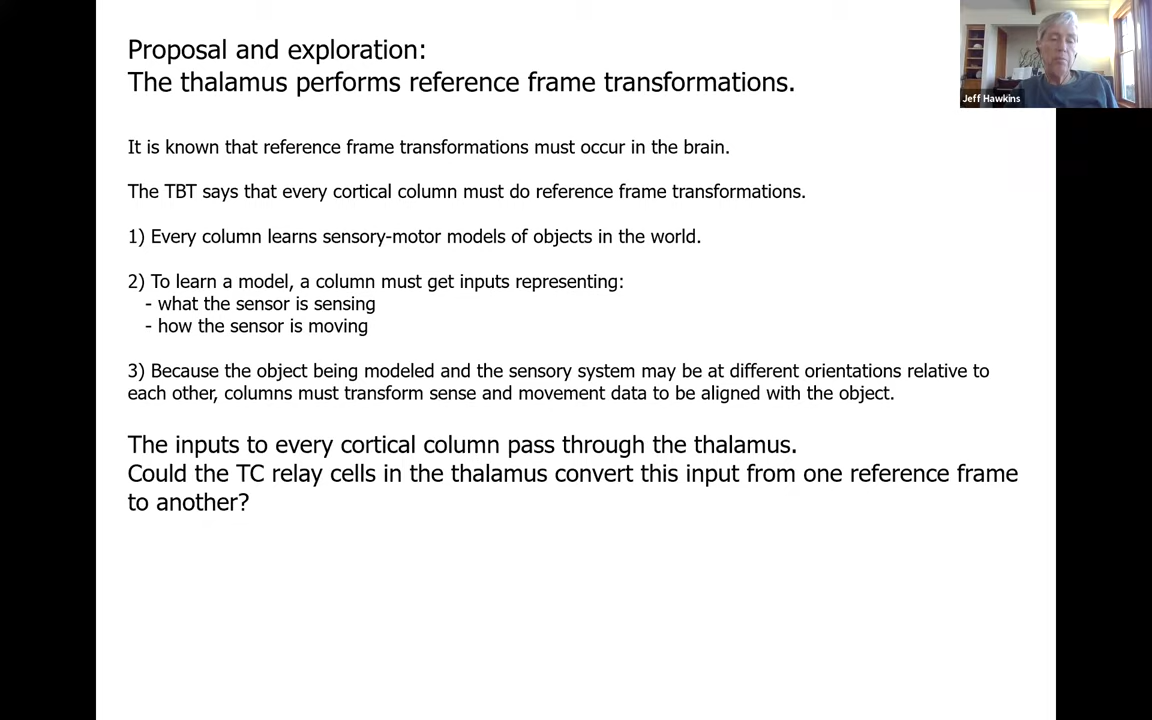 Proposal and exploration:
The thalamus performs reference frame transformations.
It is known that reference frame transformations must occur in the brain.
The TBT says that every cortical column must do reference frame transformations.
1) Every column learns sensory-motor models of objects in the world.
2) To learn a model, a column must get inputs representing:
- what the sensor is sensing
- how the sensor is moving
3) Because the object being modeled and the sensory system may be at different orientations relative to
each other, columns must transform sense and movement data to be aligned with the object.
The inputs to every cortical column pass through the thalamus.
Could the TC relay cells in the thalamus convert this input from one reference frame
to another?
Jeff Hawkins